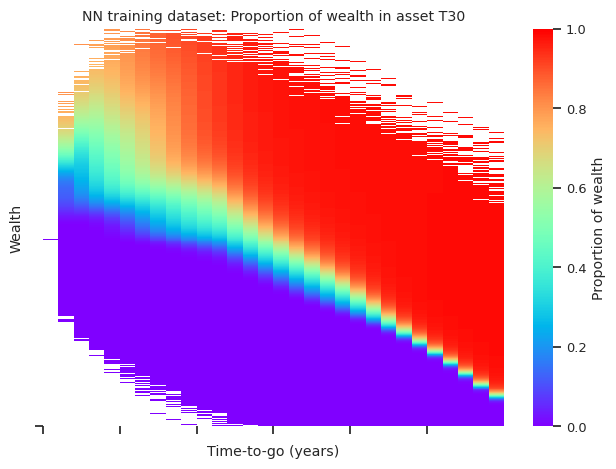 NN training dataset: Proportion of wealth in asset T30
Wealth
Time-to-go (years)
1.0
0.8
0.6
0.4
0.2
0.0
Proportion of wealth